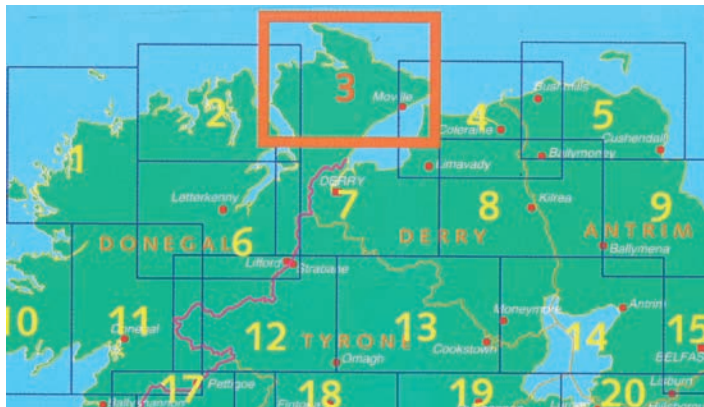 3
2
Moville
Bushmills
4
5
Coleraine
Cushendall
1
Ballymoney
Limavady
DERRY
Letterkenny
7
8
Kilrea
9
ANTRIM
DONEGAL
6
DERRY
Ballymena
Lifford
Strabane
10
11
Donegal
12
TYRONE
13
Moneymore
Antrim
14
15
Cookstown
BELFAS
Omagh
17
Pettigoe
18
19
20
Lisburn